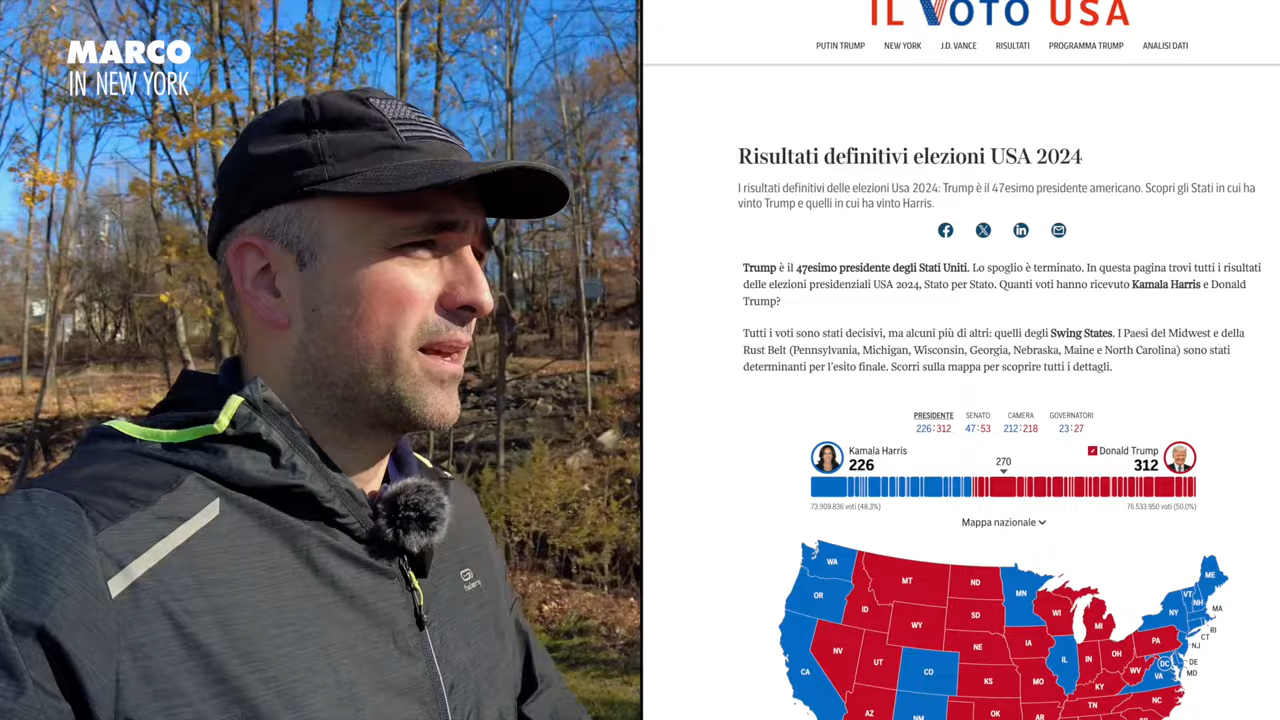 MARCO
IN NEW YORK
IL VOTO USA
PUTIN TRUMP NEW YORK J.D. VANCE RISULTATI PROGRAMMA TRUMP ANALISI DATI
Risultati definitivi elezioni USA 2024
I risultati definitivi delle elezioni Usa 2024: Trump è il 47esimo presidente americano. Scopri gli Stati in cui ha
vinto Trump e quelli in cui ha vinto Harris.
Trump è il 47esimo presidente degli Stati Uniti. Lo spoglio è terminato. In questa pagina trovi tutti i risultati
delle elezioni presidenziali USA 2024, Stato per Stato. Quanti voti hanno ricevuto Kamala Harris e Donald
Trump?
Tutti i voti sono stati decisivi, ma alcuni più di altri: quelli degli Swing States. I Paesi del Midwest e della
Rust Belt (Pennsylvania, Michigan, Wisconsin, Georgia, Nebraska, Maine e North Carolina) sono stati
determinanti per l'esito finale. Scorri sulla mappa per scoprire tutti i dettagli.
PRESIDENTE SENATO CAMERA GOVERNATORI
226:312 47:53 212:218 23:27
Kamala Harris
226
270
Donald Trump
312
73.909.836 voti (48,3%)
76.533.950 voti (50,0%)
Mappa nazionale
WA
MT
ND
MN
ME
OR
ID
WY
SD
WI
MI
VT
NH
NY
MA
RI
CT
NJ
NV
UT
CO
NE
IA
IL
IN
OH
PA
WV
DC
DE
MD
VA
CA
KS
MO
KY
NC
AZ
NM
OK
AR
TN